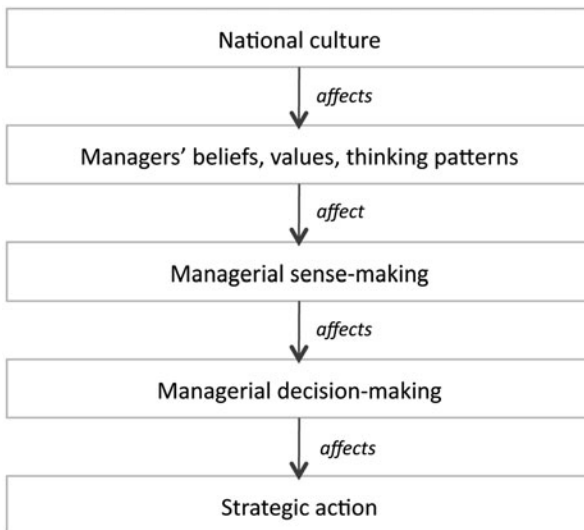 National culture
affects
Managers’ beliefs, values, thinking patterns
affect
Managerial sense-making
affects
Managerial decision-making
affects
Strategic action